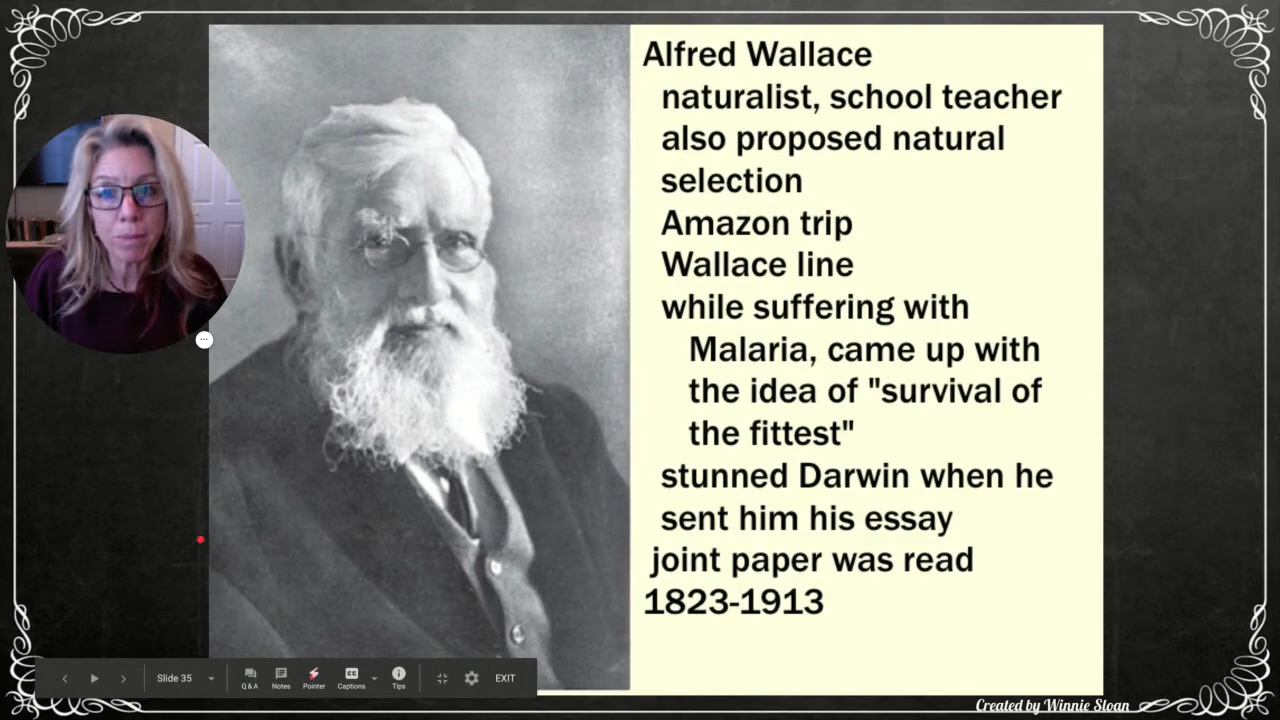 Alfred Wallace
naturalist, school teacher
also proposed natural
selection
Amazon trip
Wallace line
while suffering with
Malaria, came up with
the idea of "survival of
the fittest"
stunned Darwin when he
sent him his essay
joint paper was read
1823-1913
Slide 35
Q & A
Notes
Pointer
CC
Captions
Tips
EXIT
Created by Winnie Sloan